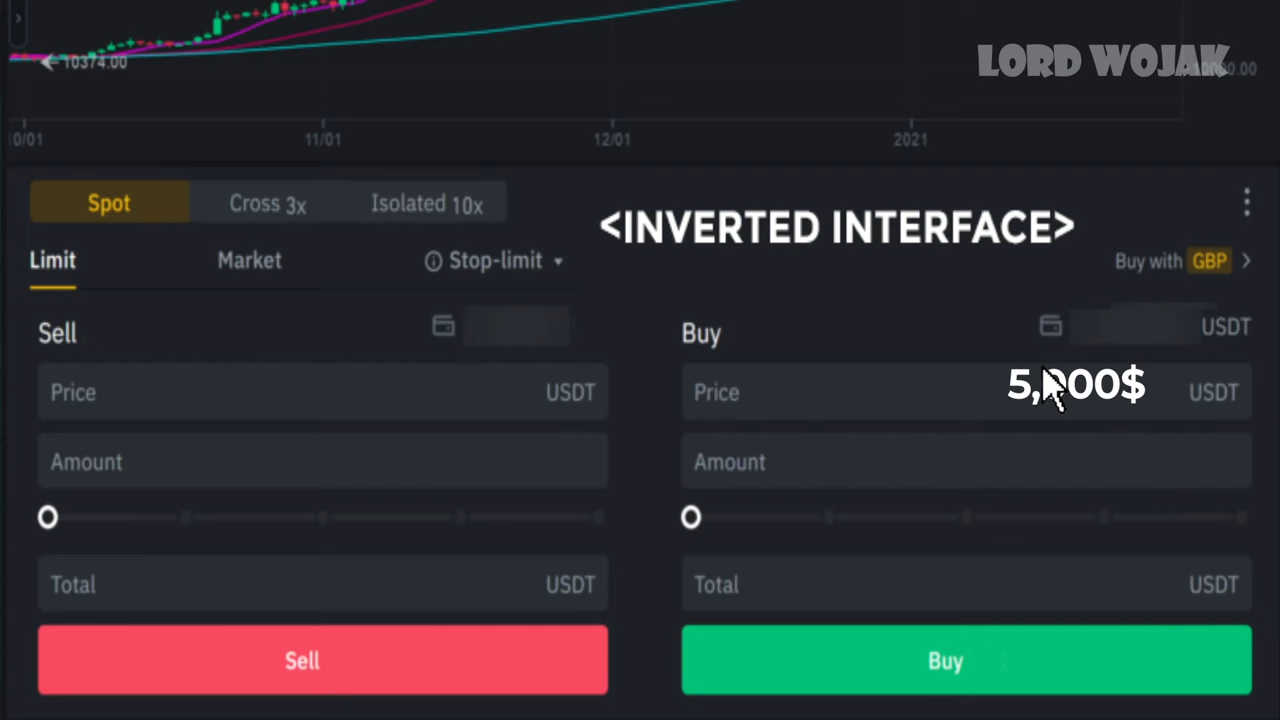 LORD WOJAK
10374.00
11/01
12/01
2021
Spot
Cross 3x
Isolated 10x
<INVERTED INTERFACE>
Limit
Market
Stop-limit
Buy with GBP
Sell
Buy
USDT
Price
USDT
Price
5,000$
USDT
Amount
Amount
Total
USDT
Total
USDT
Sell
Buy